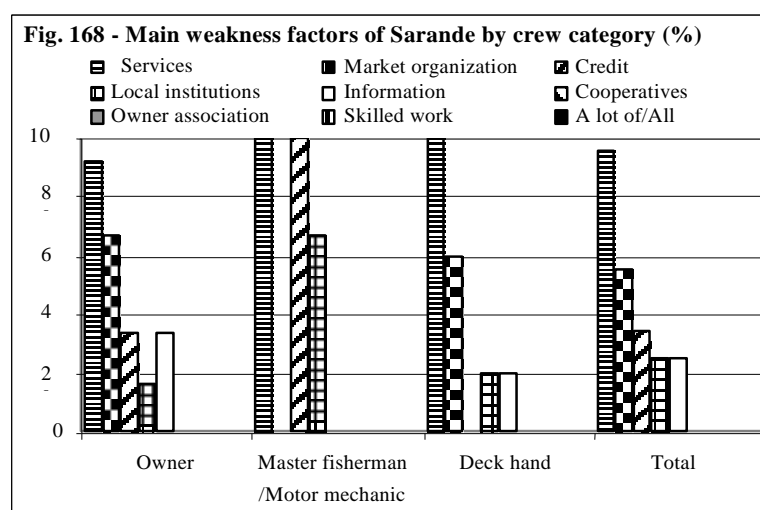 Fig. 168 - Main weakness factors of Sarande by crew category (%)
Services Market organization Credit
Local institutions Information Cooperatives
Owner association Skilled work A lot of/All
10
8
6
4
2
0
Owner Master fisherman Deck hand Total
/Motor mechanic